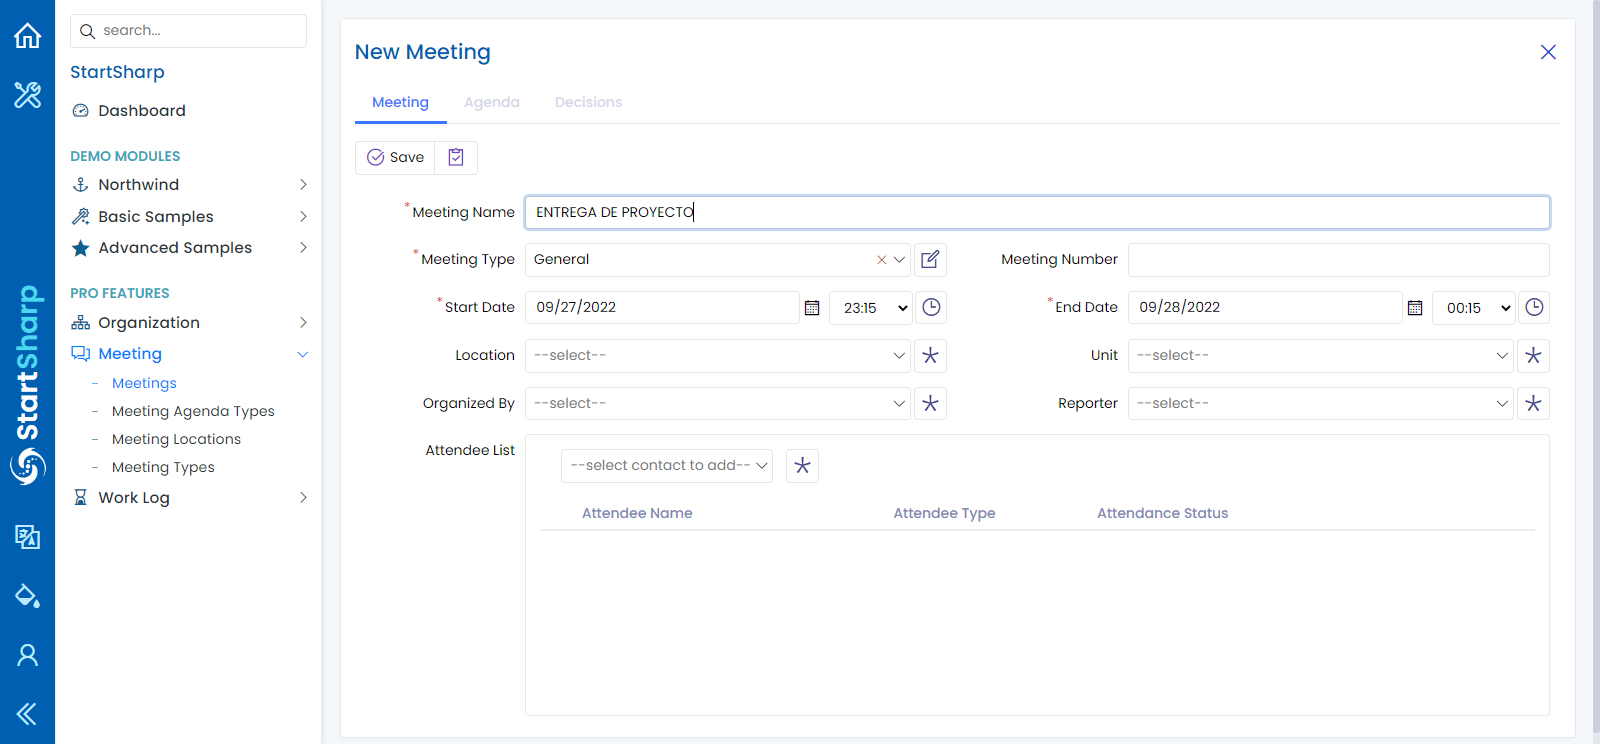 search...
StartSharp
Dashboard
DEMO MODULES
Northwind
Basic Samples
Advanced Samples
PRO FEATURES
Organization
Meeting
- Meetings
- Meeting Agenda Types
- Meeting Locations
- Meeting Types
Work Log
StartSharp
New Meeting
Meeting Agenda Decisions
Save
*Meeting Name ENTREGA DE PROYECTO
*Meeting Type General Meeting Number
*Start Date 09/27/2022 23:15 *End Date 09/28/2022 00:15
Location --select-- Unit --select--
Organized By --select-- Reporter --select--
Attendee List
--select contact to add--
Attendee Name Attendee Type Attendance Status